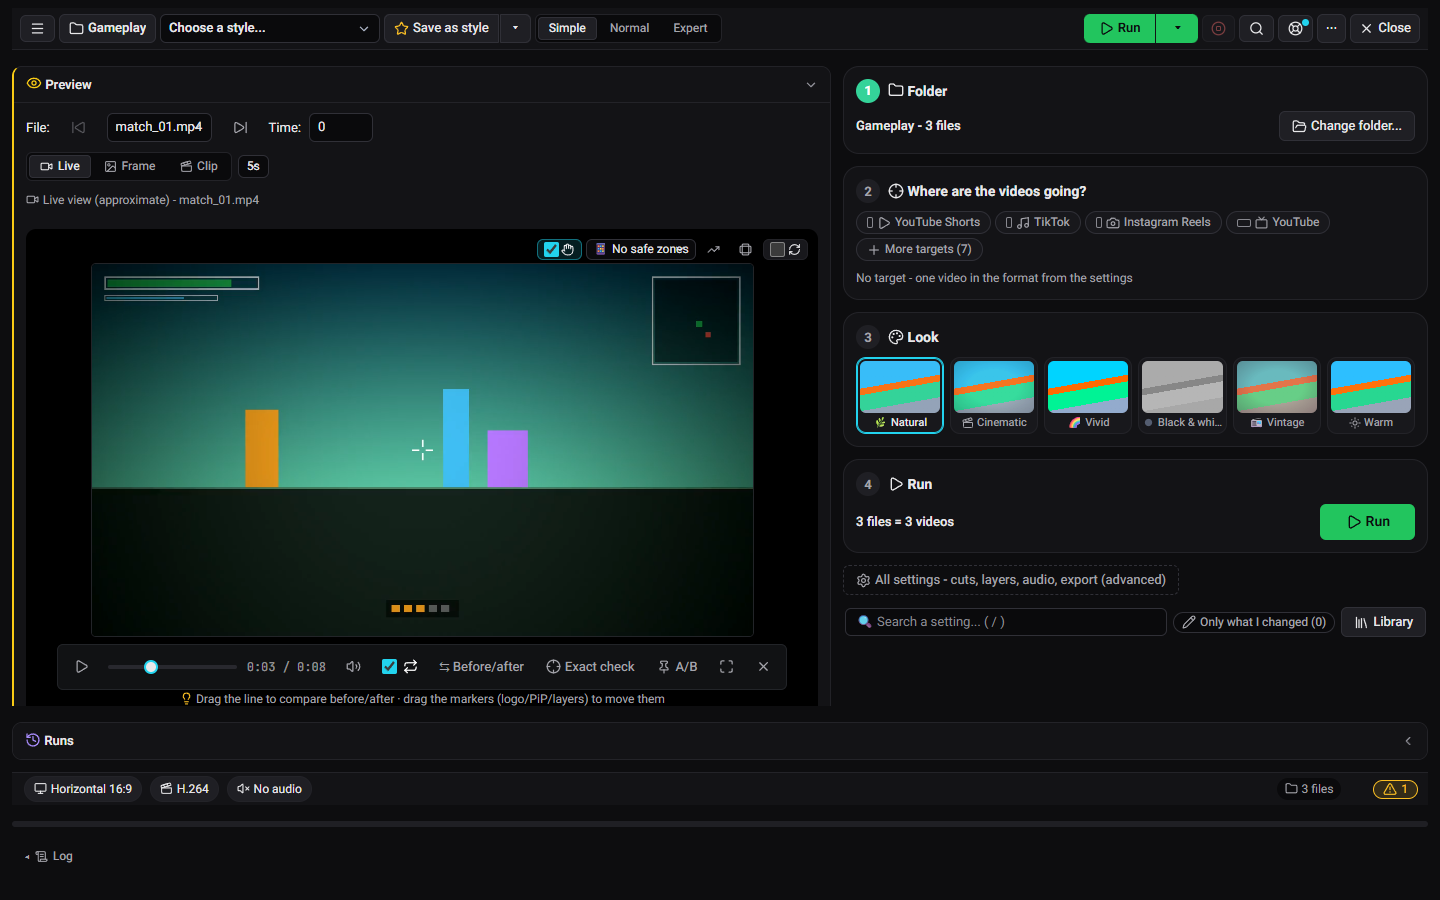 Gameplay
Choose a style...
Save as style
Simple
Normal
Expert
Run
Close
Preview
File:
match_01.mp4
Time:
0
Live
Frame
Clip
5s
Live view (approximate) - match_01.mp4
No safe zones
0:03 / 0:08
Before/after
Exact check
A/B
Drag the line to compare before/after · drag the markers (logo/PiP/layers) to move them
1
Folder
Gameplay - 3 files
Change folder...
2
Where are the videos going?
YouTube Shorts
TikTok
Instagram Reels
YouTube
More targets (7)
No target - one video in the format from the settings
3
Look
Natural
Cinematic
Vivid
Black & whi...
Vintage
Warm
4
Run
3 files = 3 videos
Run
All settings - cuts, layers, audio, export (advanced)
Search a setting... ( / )
Only what I changed (0)
Library
Runs
Horizontal 16:9
H.264
No audio
3 files
1
Log